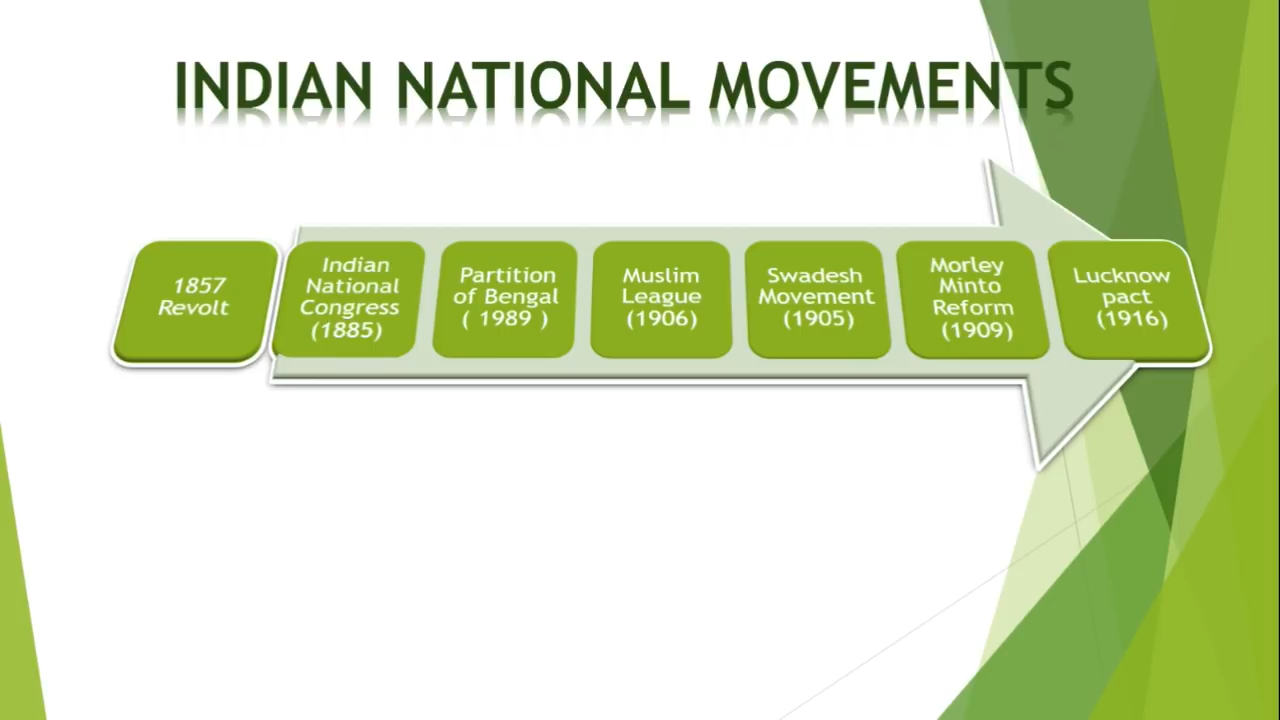 INDIAN NATIONAL MOVEMENTS
1857
Revolt
Indian
National
Congress
(1885)
Partition
of Bengal
( 1989 )
Muslim
League
(1906)
Swadesh
Movement
(1905)
Morley
Minto
Reform
(1909)
Lucknow
pact
(1916)